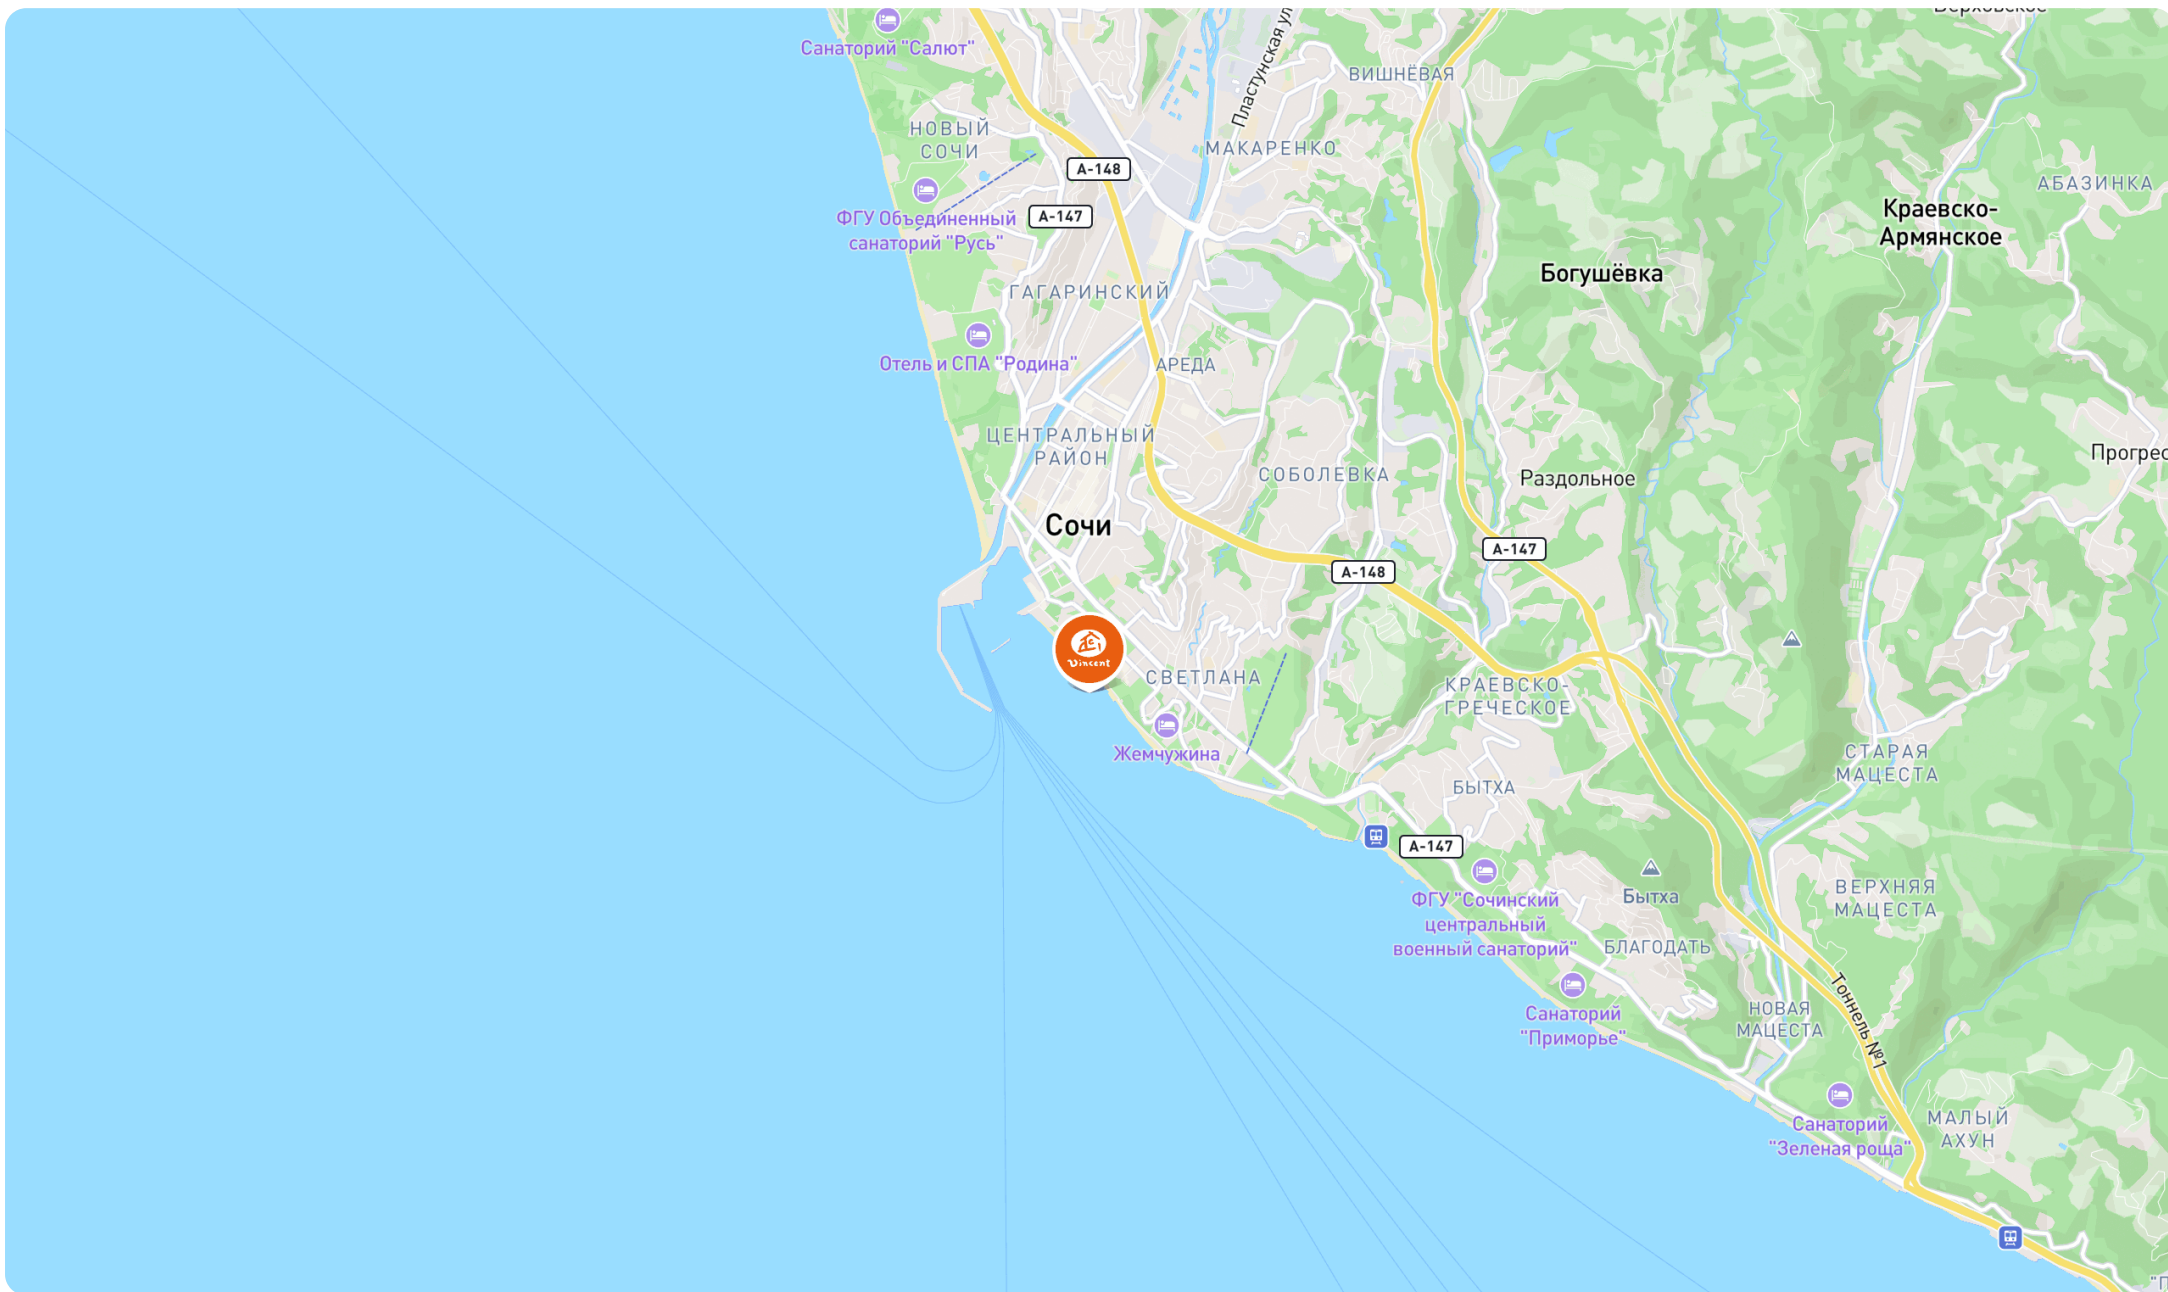 Верховское
Санаторий "Салют"
Пластунская ул
ВИШНЁВАЯ
НОВЫЙ
СОЧИ
МАКАРЕНКО
А-148
АБАЗИНКА
ФГУ Объединенный
санаторий "Русь"
А-147
Краевско-
Армянское
Богушёвка
ГАГАРИНСКИЙ
Отель и СПА "Родина"
АРЕДА
ЦЕНТРАЛЬНЫЙ
РАЙОН
Прогрес
СОБОЛЕВКА
Раздольное
Сочи
А-147
А-148
Vincent
СВЕТЛАНА
КРАЕВСКО-
ГРЕЧЕСКОЕ
Жемчужина
СТАРАЯ
МАЦЕСТА
БЫТХА
А-147
ВЕРХНЯЯ
МАЦЕСТА
Бытха
ФГУ "Сочинский
центральный
военный санаторий"
БЛАГОДАТЬ
Тоннель №1
НОВАЯ
МАЦЕСТА
Санаторий
"Приморье"
МАЛЫЙ
АХУН
Санаторий
"Зеленая роща"
"П